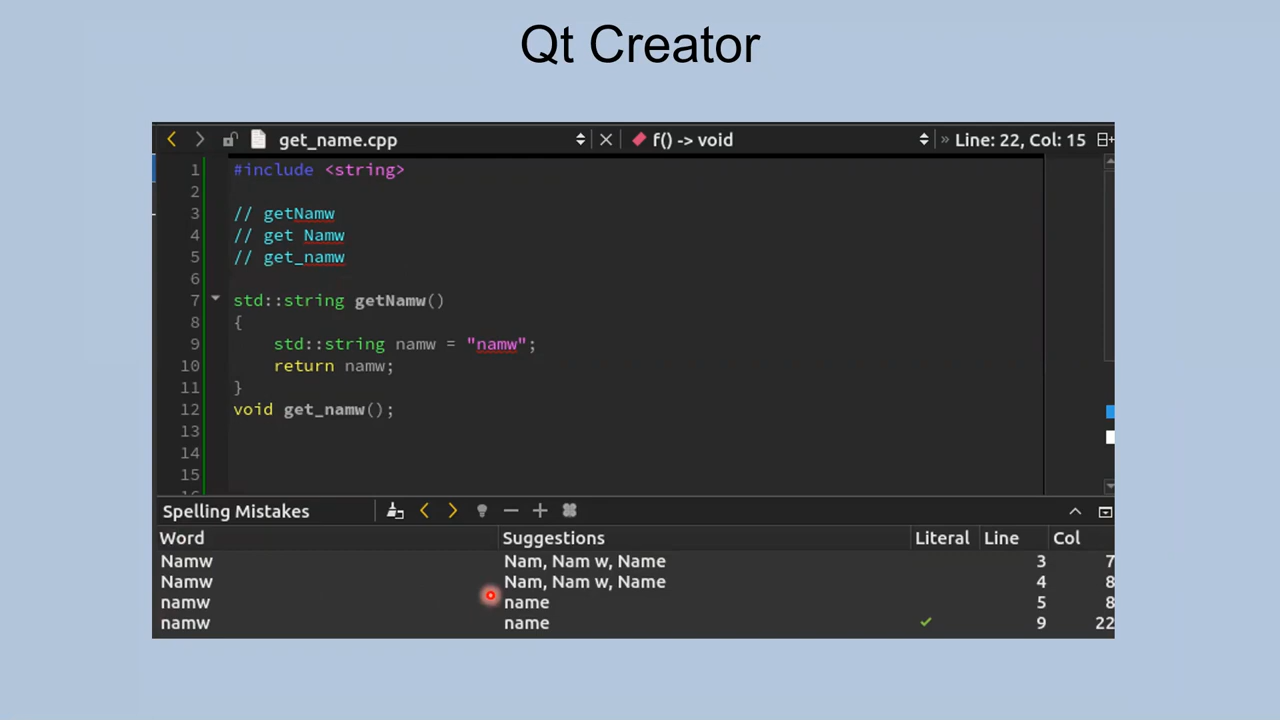 Qt Creator
get_name.cpp f() -> void » Line: 22, Col: 15
1 #include <string>
2
3 // getNamw
4 // get Namw
5 // get_namw
6
7 std::string getNamw()
8 {
9 std::string namw = "namw";
10 return namw;
11 }
12 void get_namw();
13
14
15
Spelling Mistakes
Word Suggestions Literal Line Col
Namw Nam, Nam w, Name 3 7
Namw Nam, Nam w, Name 4 8
namw name 5 8
namw name ✓ 9 22